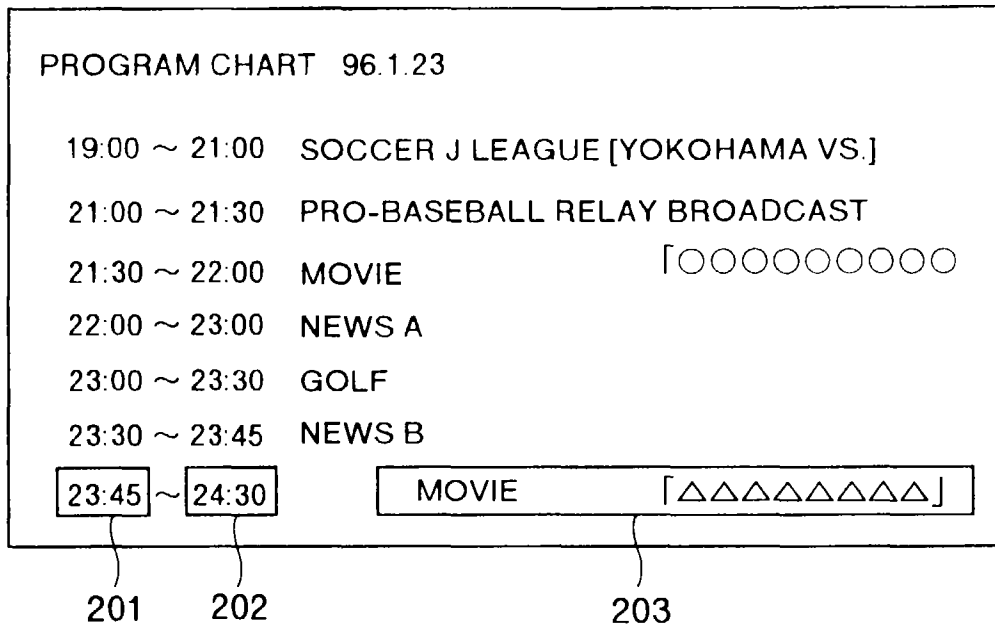 PROGRAM CHART 96.1.23
19:00 ~ 21:00 SOCCER J LEAGUE [YOKOHAMA VS.]
21:00 ~ 21:30 PRO-BASEBALL RELAY BROADCAST
21:30 ~ 22:00 MOVIE 「○○○○○○○○○
22:00 ~ 23:00 NEWS A
23:00 ~ 23:30 GOLF
23:30 ~ 23:45 NEWS B
23:45 ~ 24:30 MOVIE 「△△△△△△△△」
201 202 203